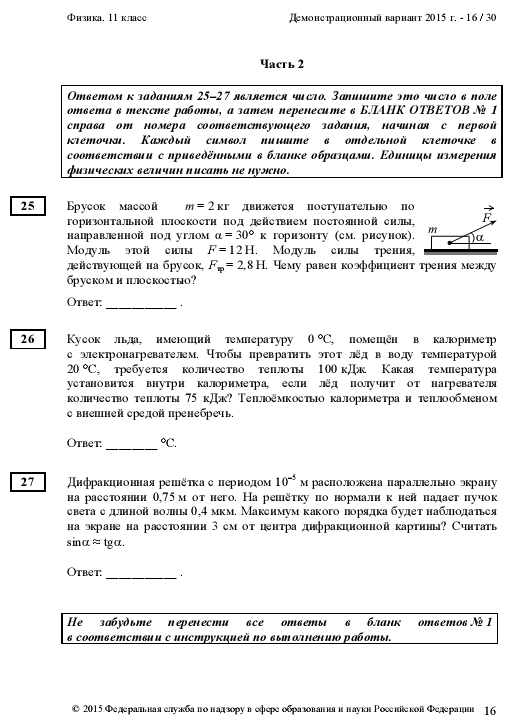 Физика. 11 класс
Демонстрационный вариант 2015 г. - 16 / 30
Часть 2
Ответом к заданиям 25–27 является число. Запишите это число в поле
ответа в тексте работы, а затем перенесите в БЛАНК ОТВЕТОВ № 1
справа от номера соответствующего задания, начиная с первой
клеточки. Каждый символ пишите в отдельной клеточке в
соответствии с приведёнными в бланке образцами. Единицы измерения
физических величин писать не нужно.
25
Брусок массой m = 2 кг движется поступательно по
горизонтальной плоскости под действием постоянной силы,
направленной под углом α = 30° к горизонту (см. рисунок).
Модуль этой силы F = 12 Н. Модуль силы трения,
действующей на брусок, Fтр = 2,8 Н. Чему равен коэффициент трения между
бруском и плоскостью?
m
F
α
Ответ: ___________ .
26
Кусок льда, имеющий температуру 0 °С, помещён в калориметр
с электронагревателем. Чтобы превратить этот лёд в воду температурой
20 °С, требуется количество теплоты 100 кДж. Какая температура
установится внутри калориметра, если лёд получит от нагревателя
количество теплоты 75 кДж? Теплоёмкостью калориметра и теплообменом
с внешней средой пренебречь.
Ответ: ________ °С.
27
Дифракционная решётка с периодом 10⁻⁵ м расположена параллельно экрану
на расстоянии 0,75 м от него. На решётку по нормали к ней падает пучок
света с длиной волны 0,4 мкм. Максимум какого порядка будет наблюдаться
на экране на расстоянии 3 см от центра дифракционной картины? Считать
sinα ≈ tgα.
Ответ: ___________ .
Не забудьте перенести все ответы в бланк ответов № 1
в соответствии с инструкцией по выполнению работы.
© 2015 Федеральная служба по надзору в сфере образования и науки Российской Федерации
16